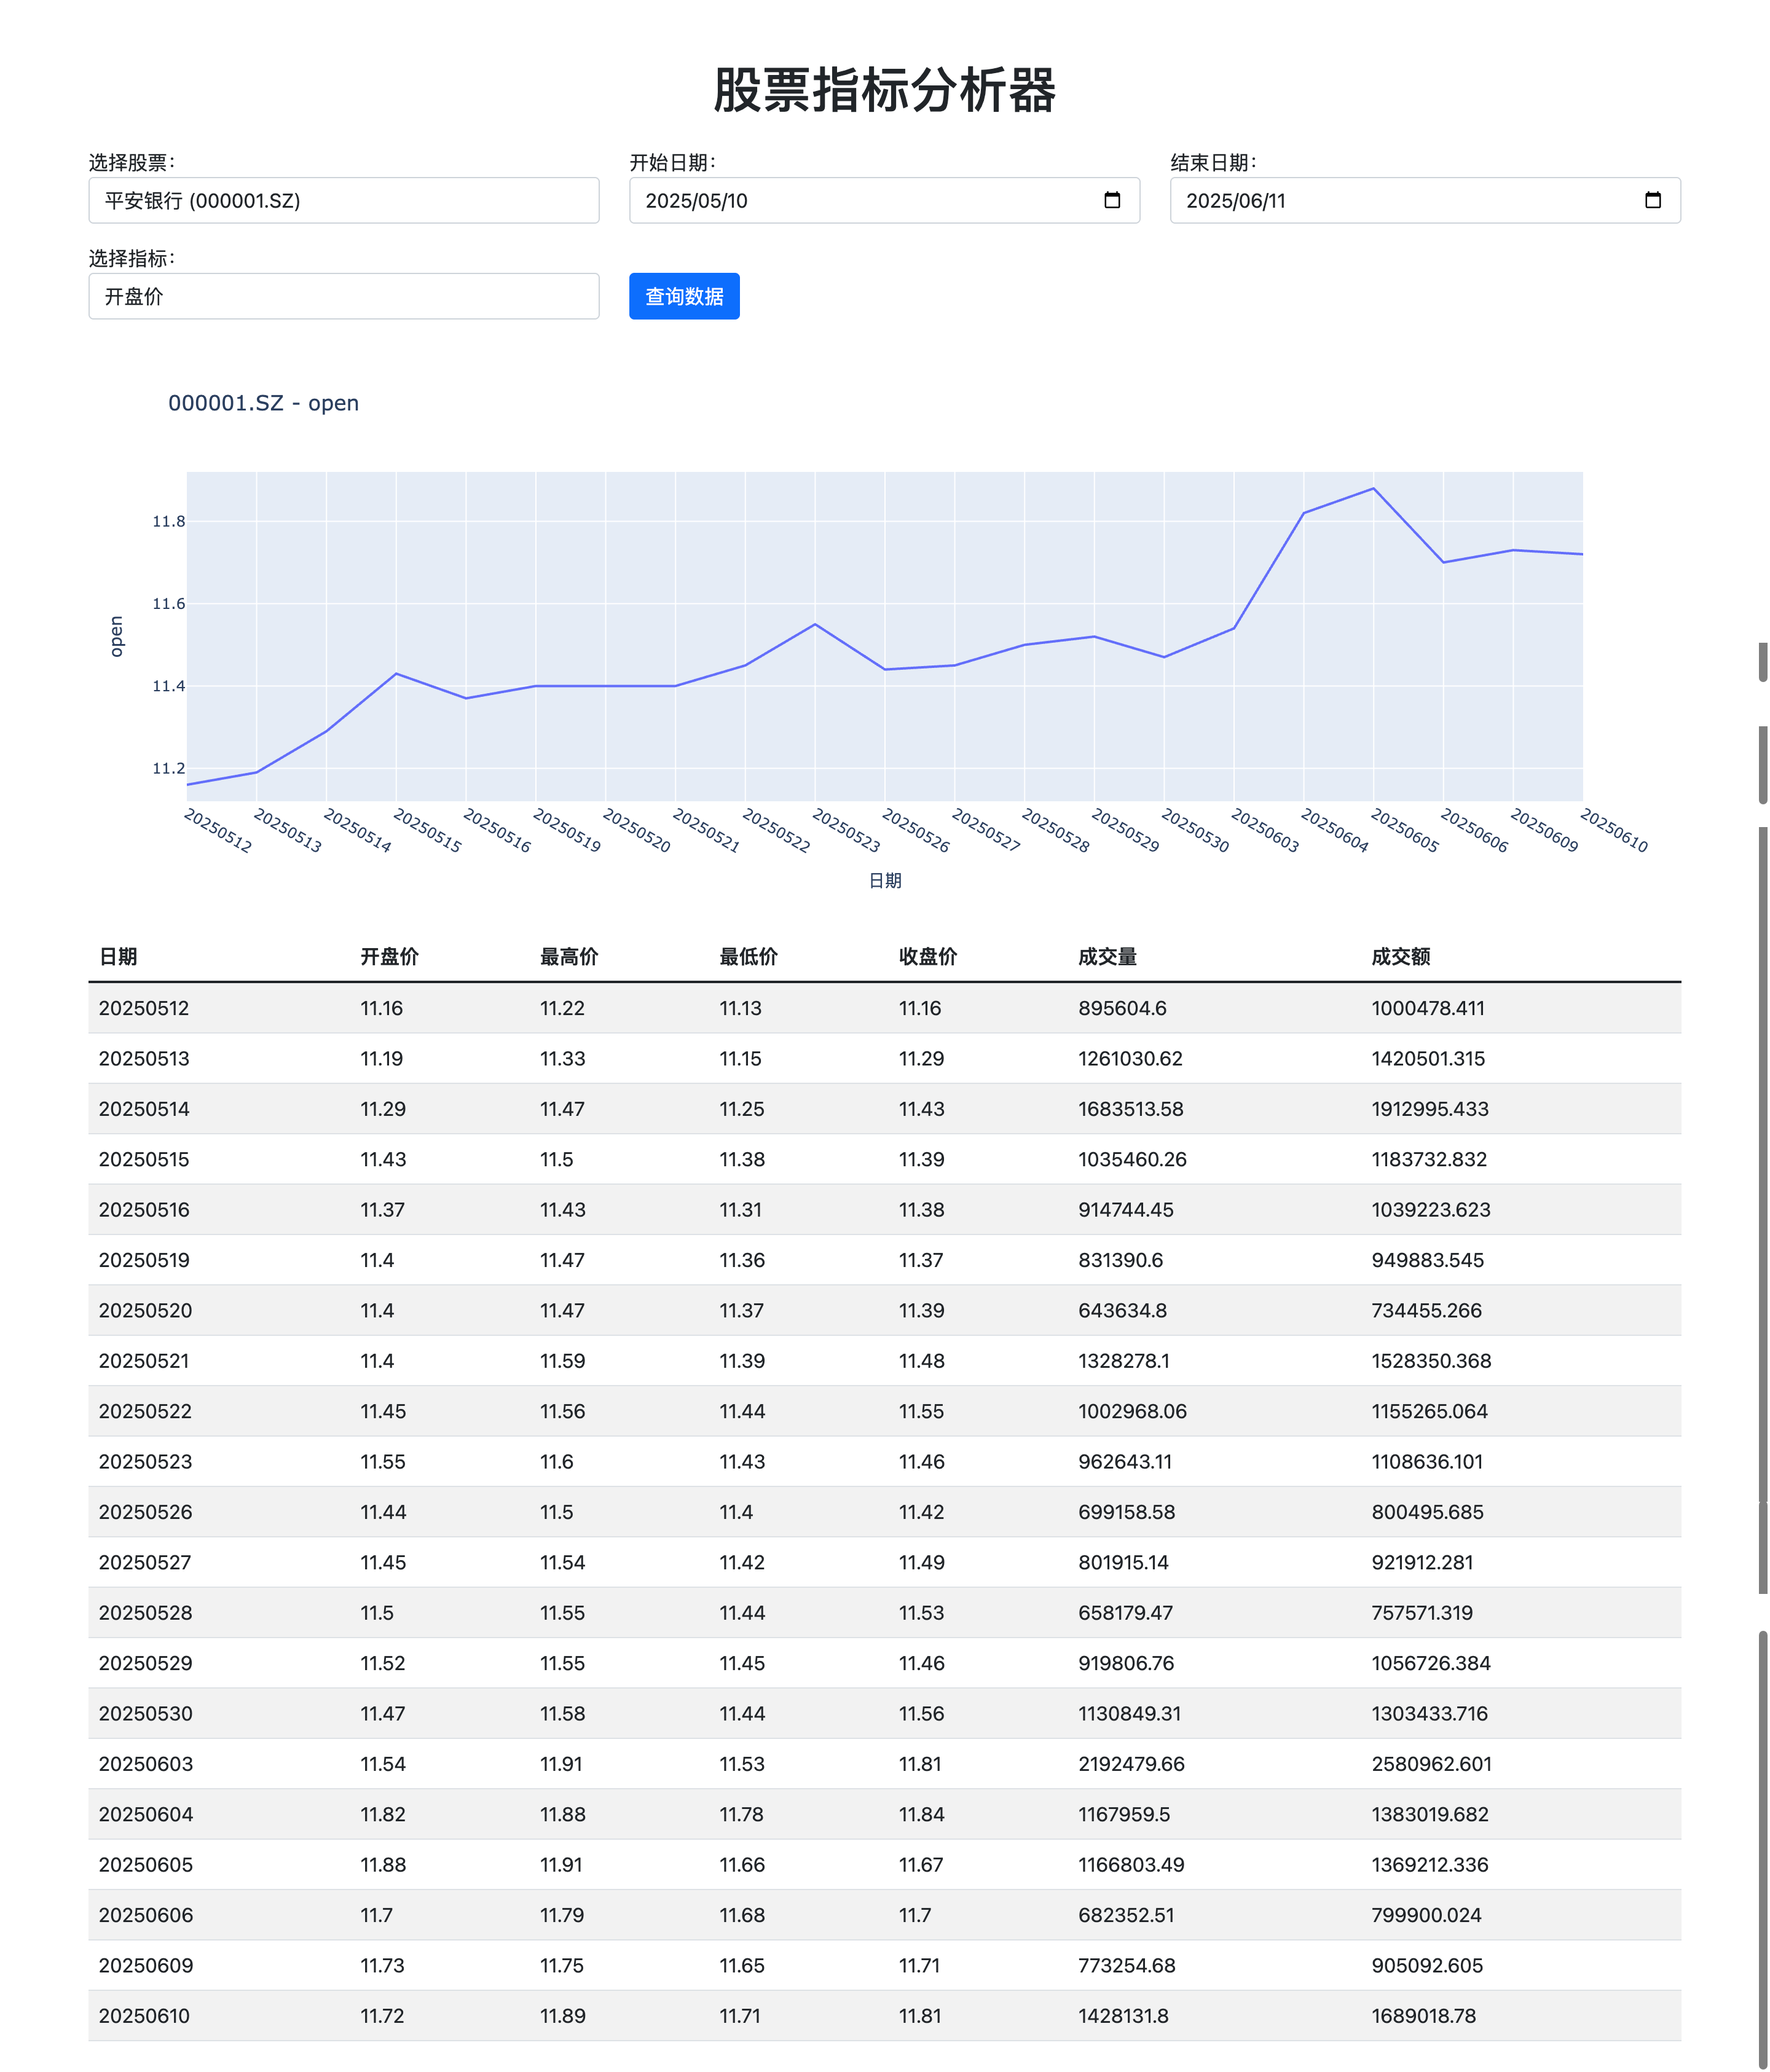 股票指标分析器
选择股票： 开始日期： 结束日期：
平安银行 (000001.SZ) 2025/05/10 2025/06/11
选择指标：
开盘价 查询数据
000001.SZ - open
11.8
11.6
open
11.4
11.2
20250512 20250513 20250514 20250515 20250516 20250519 20250520 20250521 20250522 20250523 20250526 20250527 20250528 20250529 20250530 20250603 20250604 20250605 20250606 20250609 20250610
日期
日期 开盘价 最高价 最低价 收盘价 成交量 成交额
20250512 11.16 11.22 11.13 11.16 895604.6 1000478.411
20250513 11.19 11.33 11.15 11.29 1261030.62 1420501.315
20250514 11.29 11.47 11.25 11.43 1683513.58 1912995.433
20250515 11.43 11.5 11.38 11.39 1035460.26 1183732.832
20250516 11.37 11.43 11.31 11.38 914744.45 1039223.623
20250519 11.4 11.47 11.36 11.37 831390.6 949883.545
20250520 11.4 11.47 11.37 11.39 643634.8 734455.266
20250521 11.4 11.59 11.39 11.48 1328278.1 1528350.368
20250522 11.45 11.56 11.44 11.55 1002968.06 1155265.064
20250523 11.55 11.6 11.43 11.46 962643.11 1108636.101
20250526 11.44 11.5 11.4 11.42 699158.58 800495.685
20250527 11.45 11.54 11.42 11.49 801915.14 921912.281
20250528 11.5 11.55 11.44 11.53 658179.47 757571.319
20250529 11.52 11.55 11.45 11.46 919806.76 1056726.384
20250530 11.47 11.58 11.44 11.56 1130849.31 1303433.716
20250603 11.54 11.91 11.53 11.81 2192479.66 2580962.601
20250604 11.82 11.88 11.78 11.84 1167959.5 1383019.682
20250605 11.88 11.91 11.66 11.67 1166803.49 1369212.336
20250606 11.7 11.79 11.68 11.7 682352.51 799900.024
20250609 11.73 11.75 11.65 11.71 773254.68 905092.605
20250610 11.72 11.89 11.71 11.81 1428131.8 1689018.78